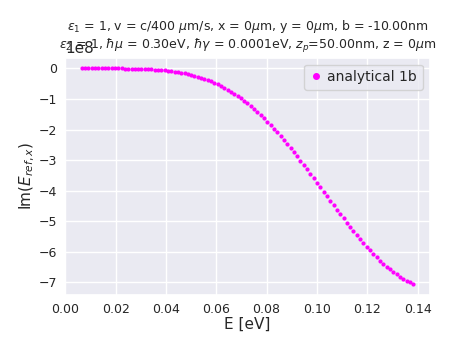 ε₁ = 1, v = c/400 μm/s, x = 0μm, y = 0μm, b = -10.00nm
ε₂ = 1, ħμ = 0.30eV, ħγ = 0.0001eV, zₚ=50.00nm, z = 0μm
1e8
analytical 1b
0
−1
−2
−3
−4
−5
−6
−7
Im(E_{ref,x})
0.00 0.02 0.04 0.06 0.08 0.10 0.12 0.14
E [eV]